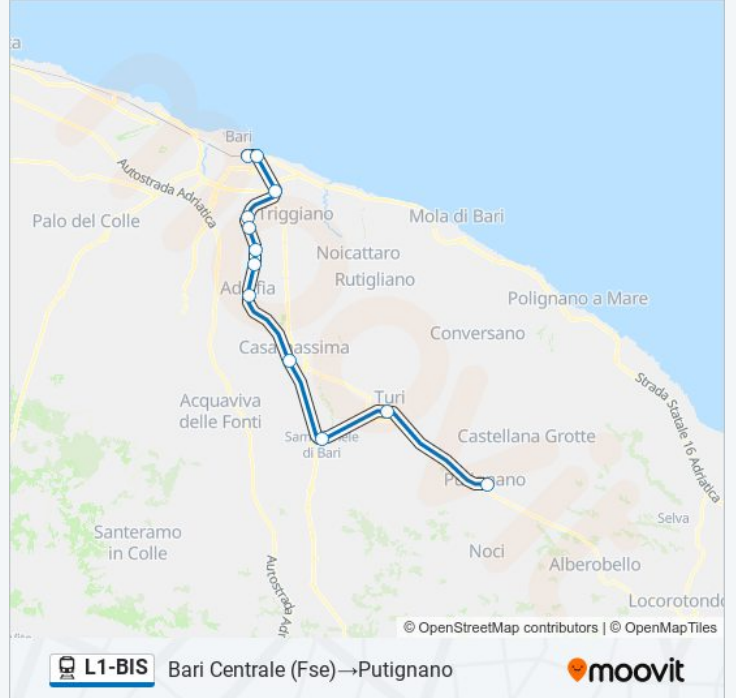 a
Bari
Autostrada Adriatica
Palo del Colle
Triggiano
Mola di Bari
Noicattaro
Rutigliano
Polignano a Mare
Conversano
Acquaviva
delle Fonti
Turi
Castellana Grotte
di Bari
Strada Statale 16 Adriatica
Selva
Santeramo
in Colle
Noci
Alberobello
Locorotondo
Autostrada Adr
© OpenStreetMap contributors | © OpenMapTiles
L1-BIS Bari Centrale (Fse)→Putignano
moovit